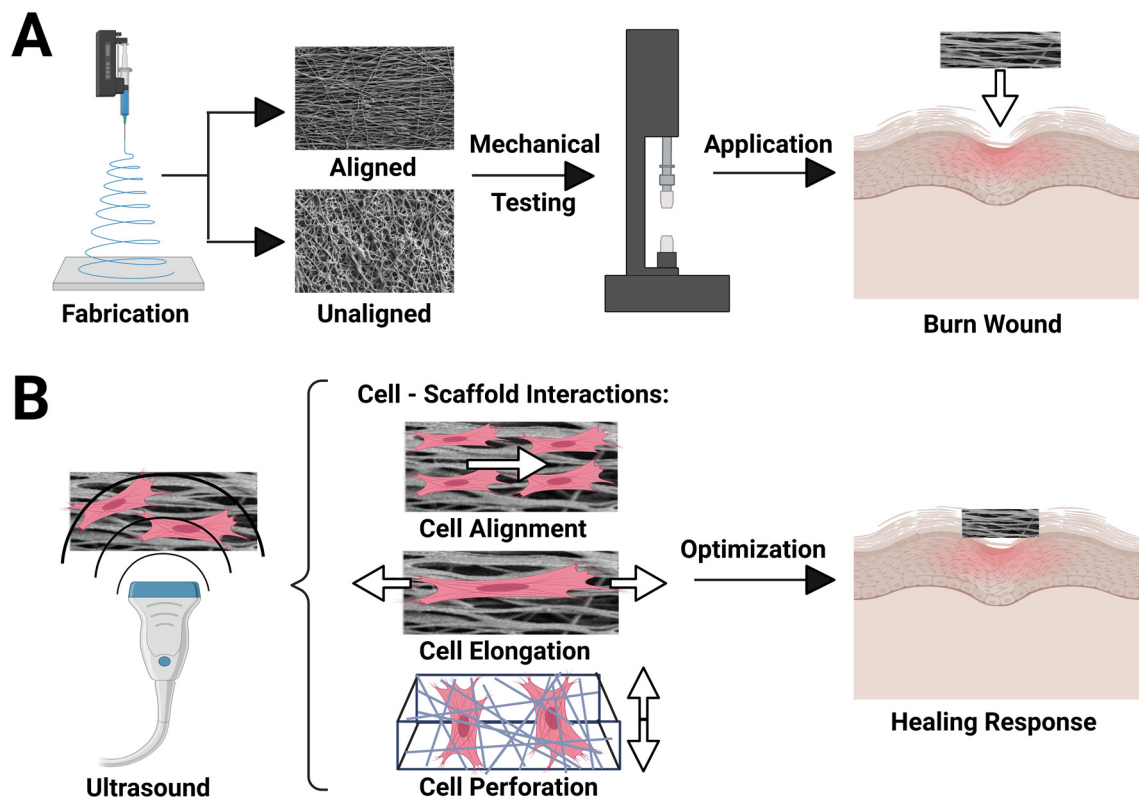 A
Aligned
Unaligned
Fabrication
Mechanical
Testing
Application
Burn Wound
B
Cell - Scaffold Interactions:
Cell Alignment
Cell Elongation
Cell Perforation
Ultrasound
Optimization
Healing Response